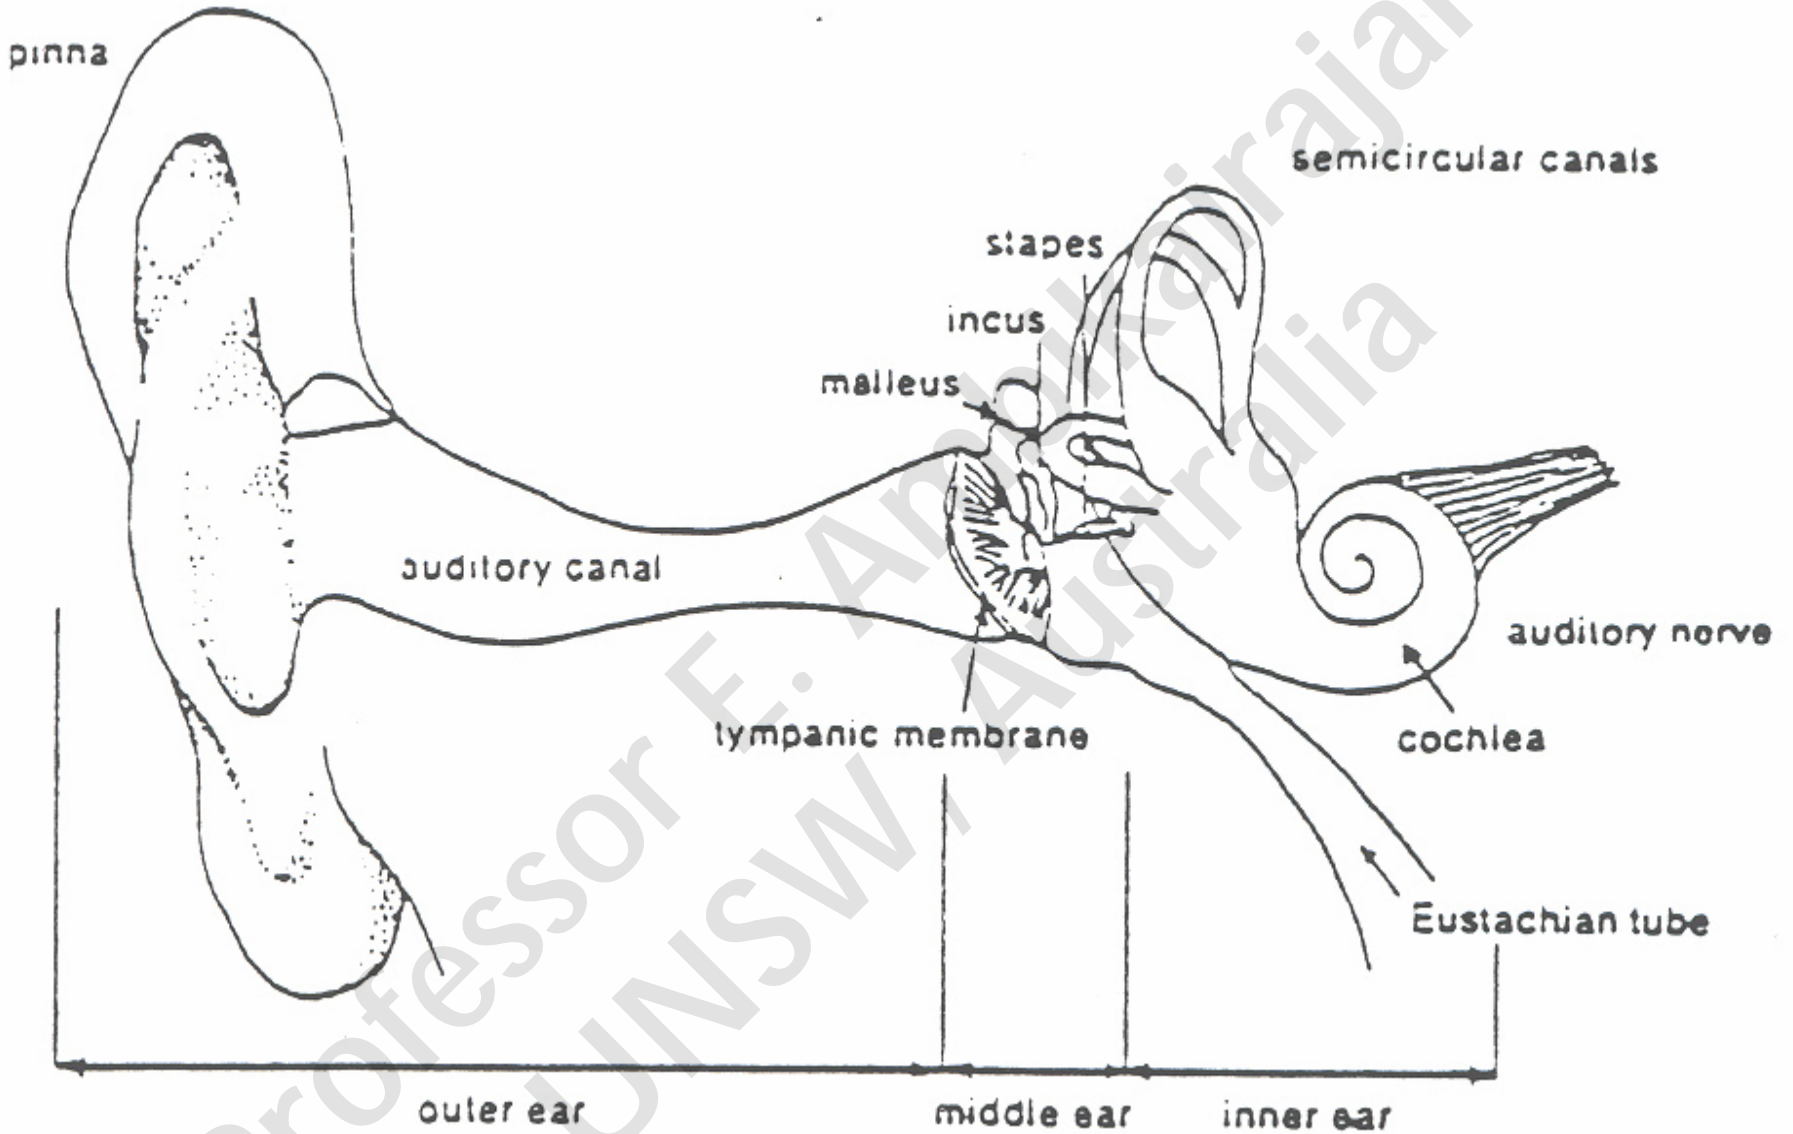 pinna
semicircular canals
stapes
incus
malleus
auditory canal
auditory nerve
tympanic membrane
cochlea
Eustachian tube
outer ear
middle ear
inner ear
Professor E. Ambikairajah
UNSW, Australia